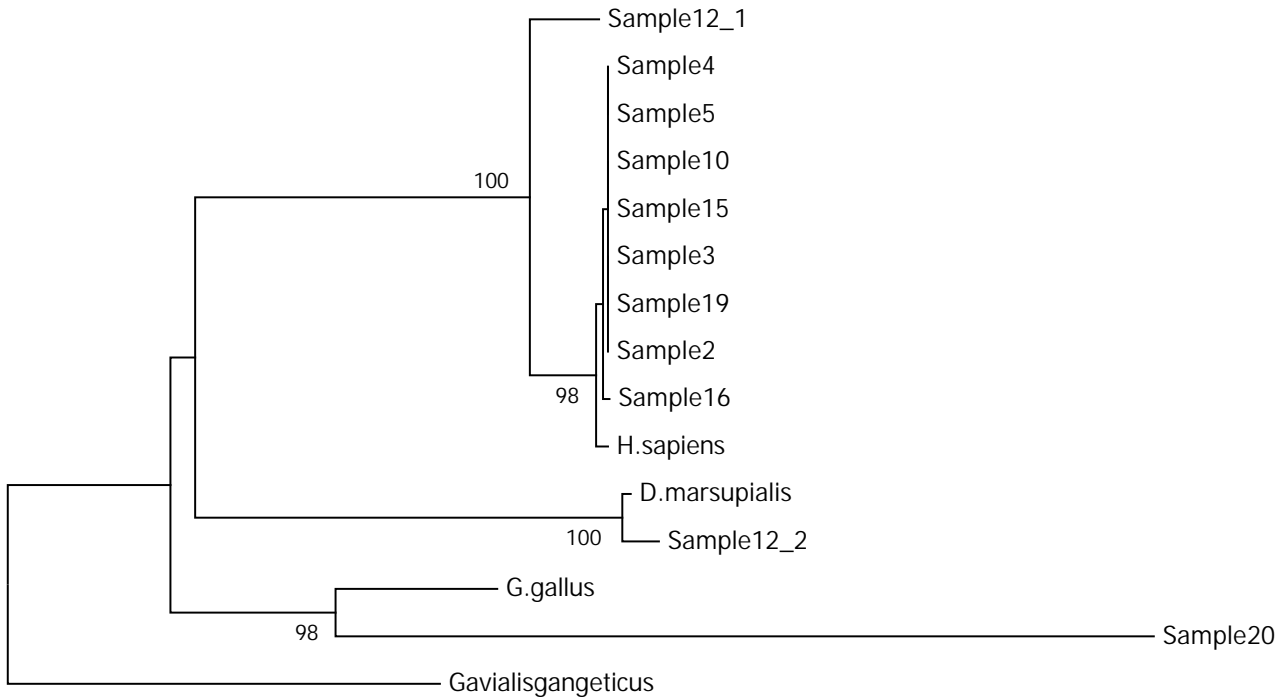 Sample12_1
Sample4
Sample5
Sample10
100
Sample15
Sample3
Sample19
Sample2
98
Sample16
H.sapiens
D.marsupialis
100
Sample12_2
G.gallus
98
Sample20
Gavialisgangeticus